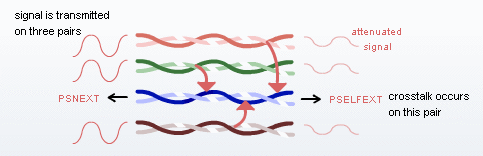 signal is transmitted
on three pairs
attenuated
signal
PSNEXT
PSELFEXT
crosstalk occurs
on this pair